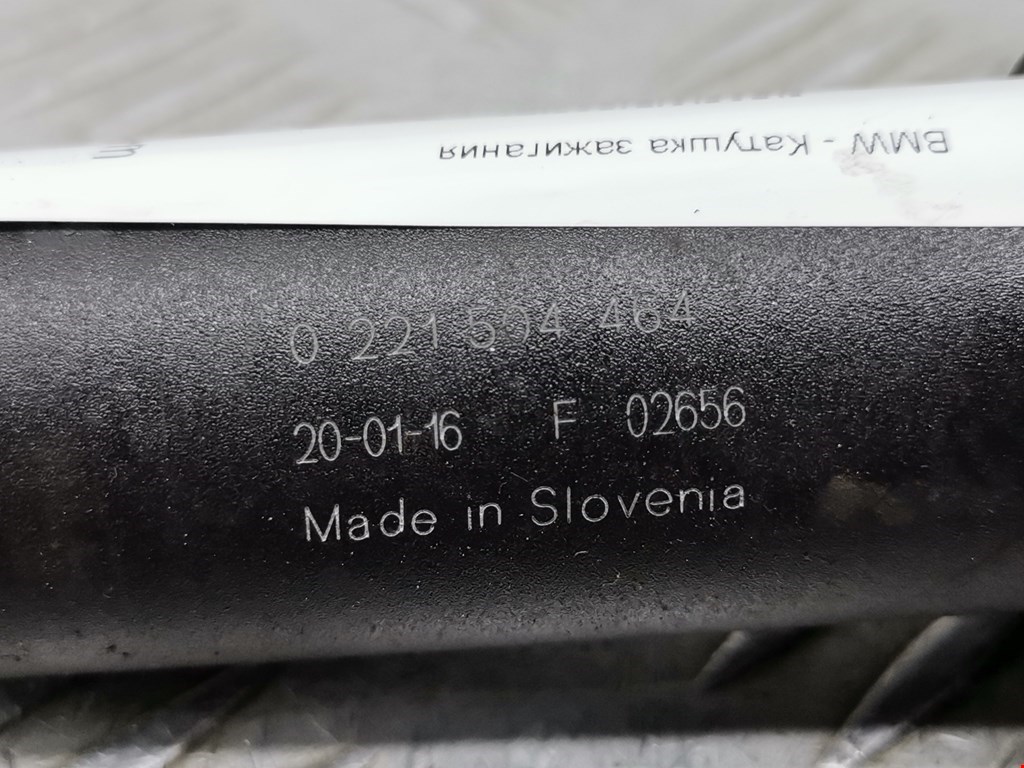 BMW - Катушка зажигания
0 221 504 464
20-01-16 F 02656
Made in Slovenia